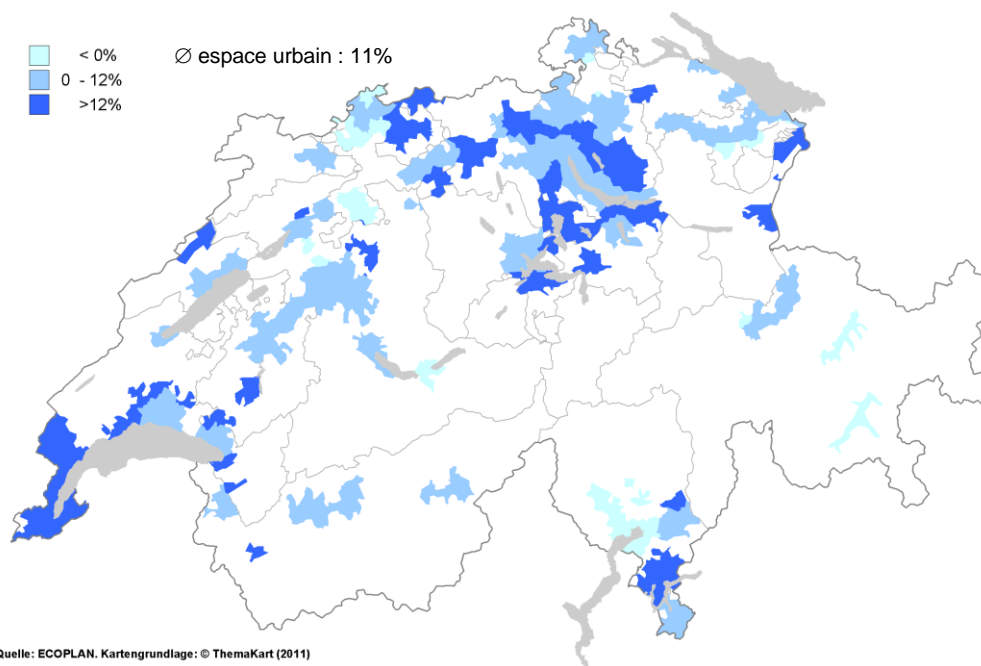 < 0%
0 - 12%
>12%
∅ espace urbain : 11%
Quelle: ECOPLAN. Kartengrundlage: © ThemaKart (2011)